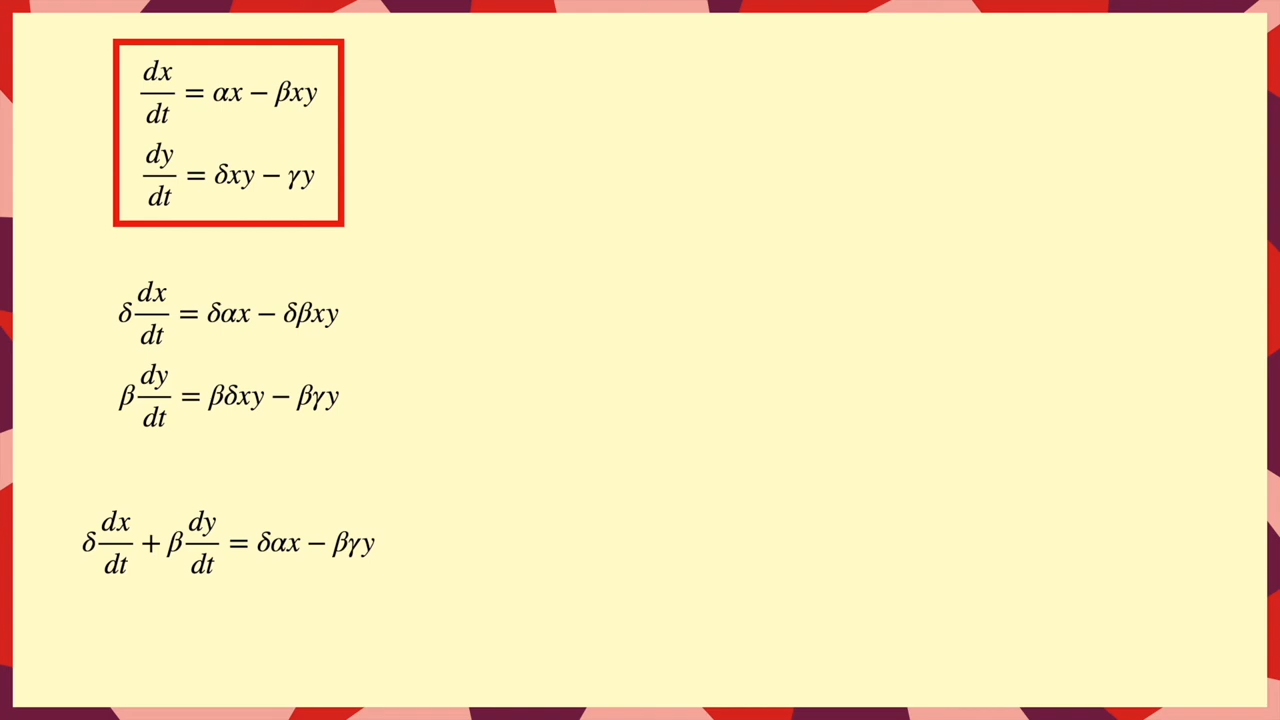 dx/dt = αx − βxy
dy/dt = δxy − γy
δ dx/dt = δαx − δβxy
β dy/dt = βδxy − βγy
δ dx/dt + β dy/dt = δαx − βγy